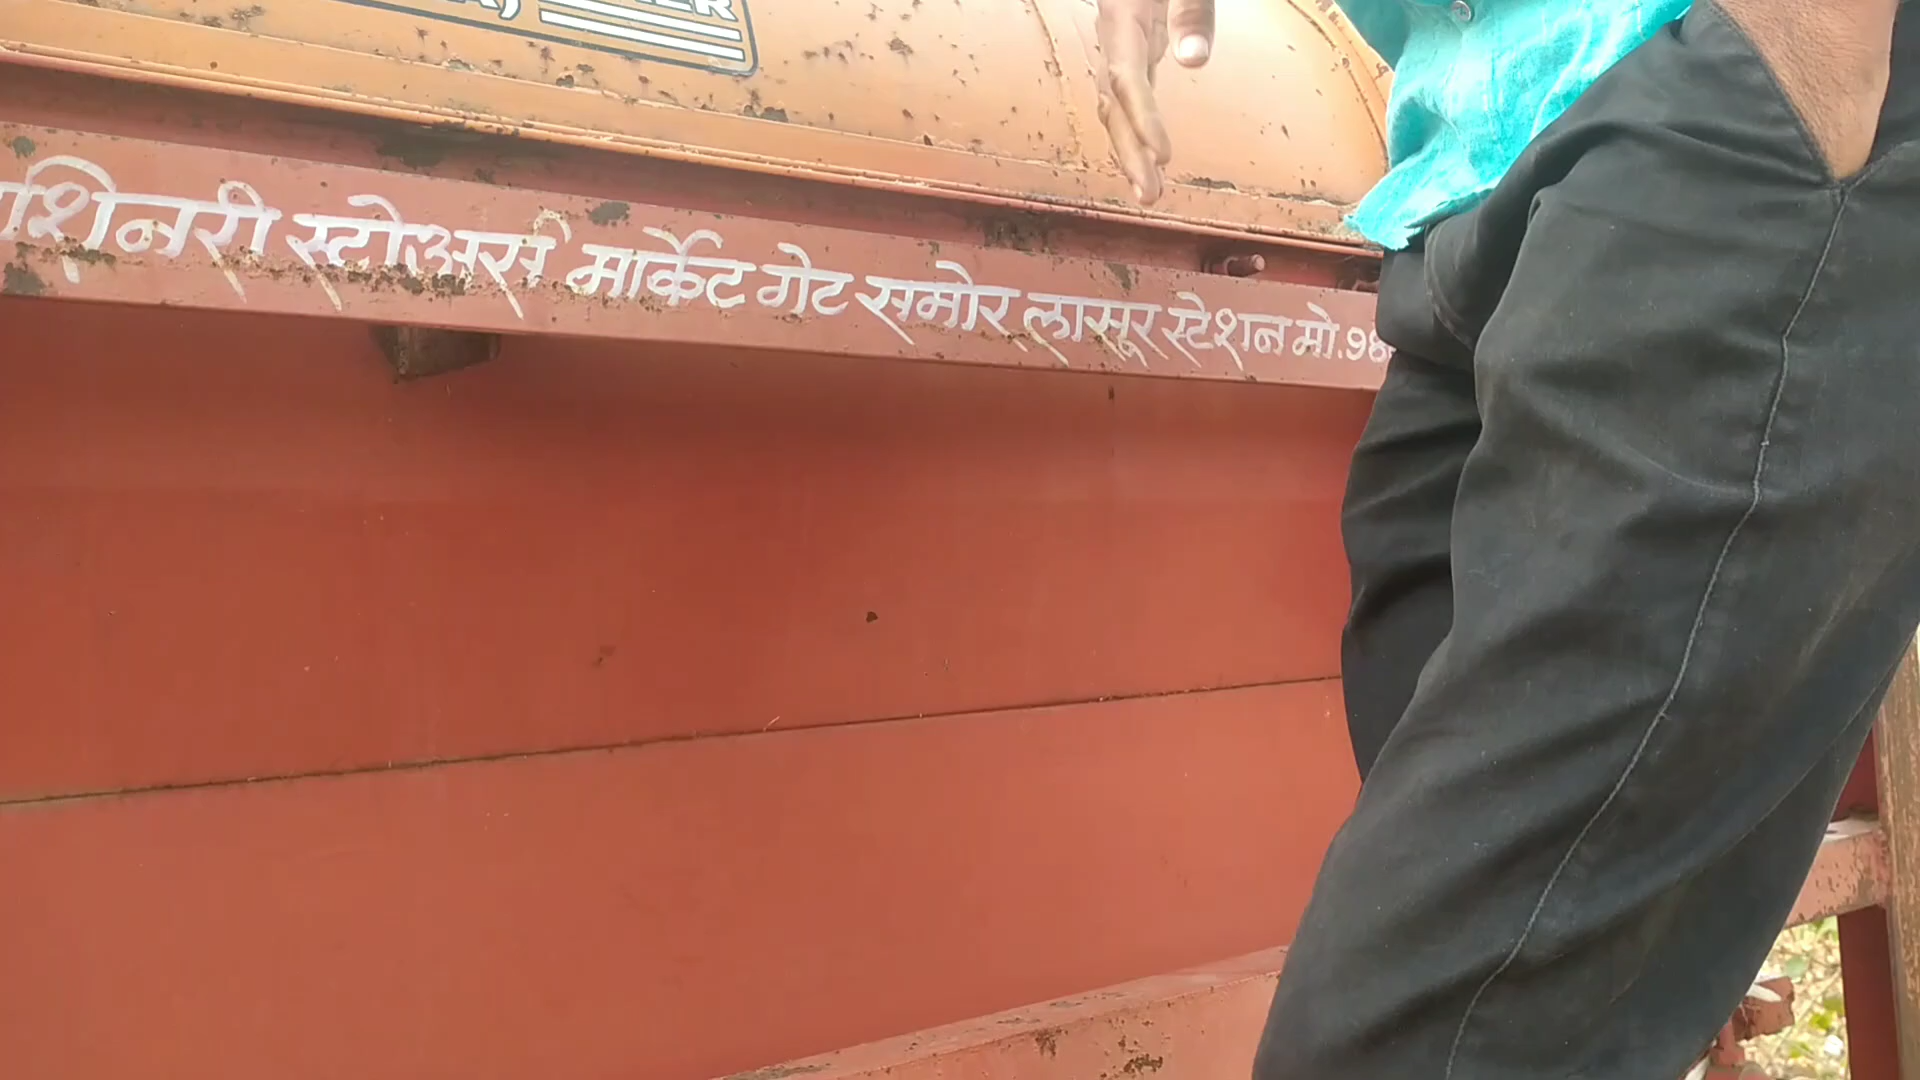 शिनरी स्टोअर्स मार्केट गेट समोर लासूर स्टेशन मो.98